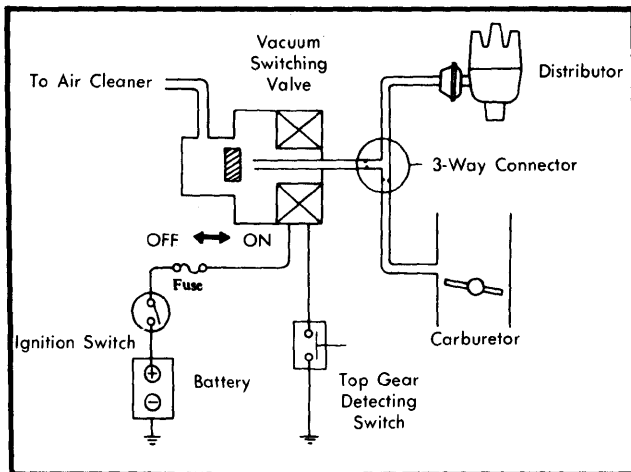 Vacuum
Switching
Valve
To Air Cleaner
Distributor
3-Way Connector
OFF ON
Fuse
Ignition Switch
Carburetor
Battery
Top Gear
Detecting
Switch